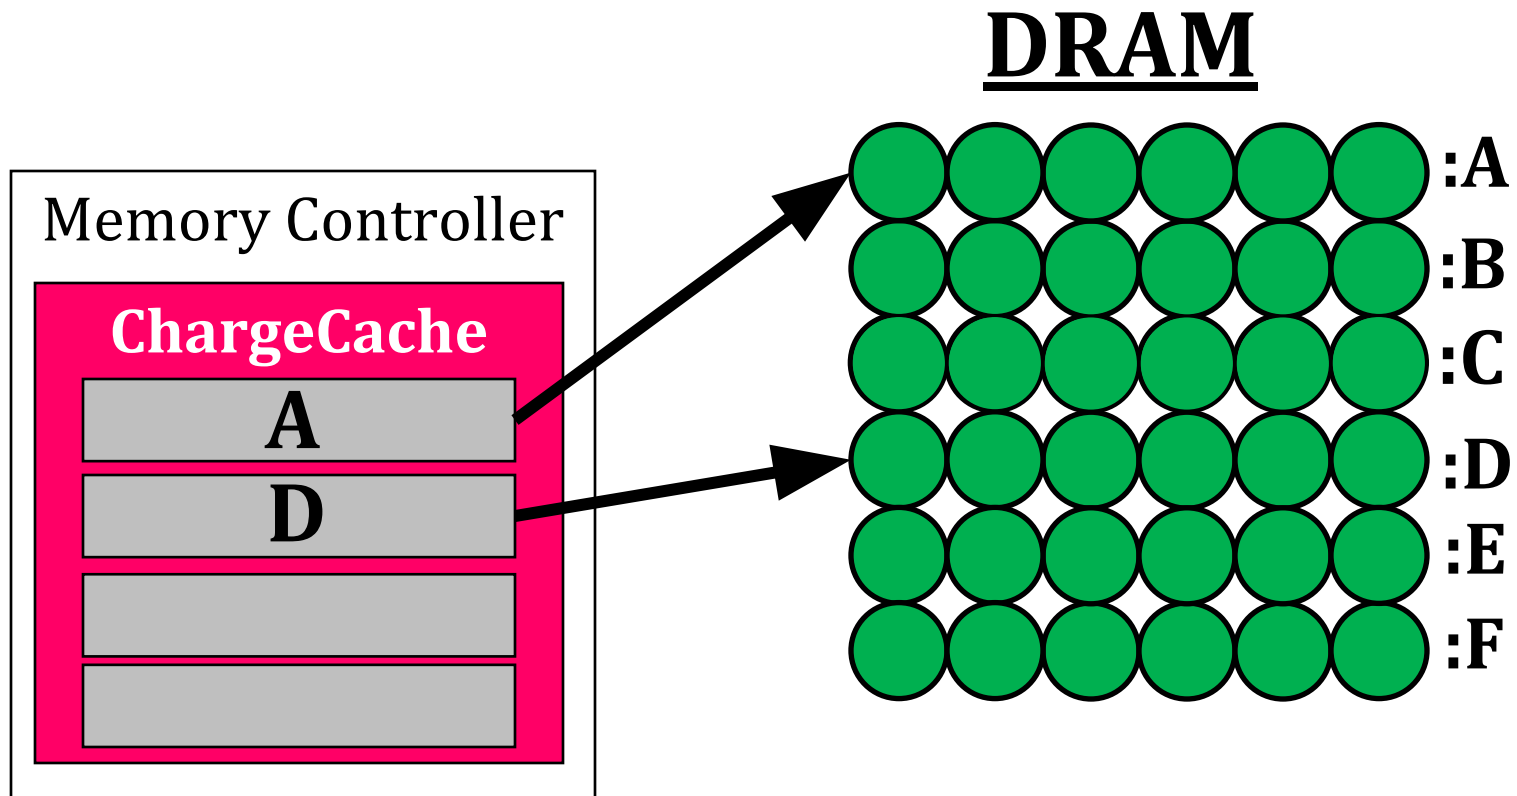 DRAM
Memory Controller
ChargeCache
A
D
:A
:B
:C
:D
:E
:F